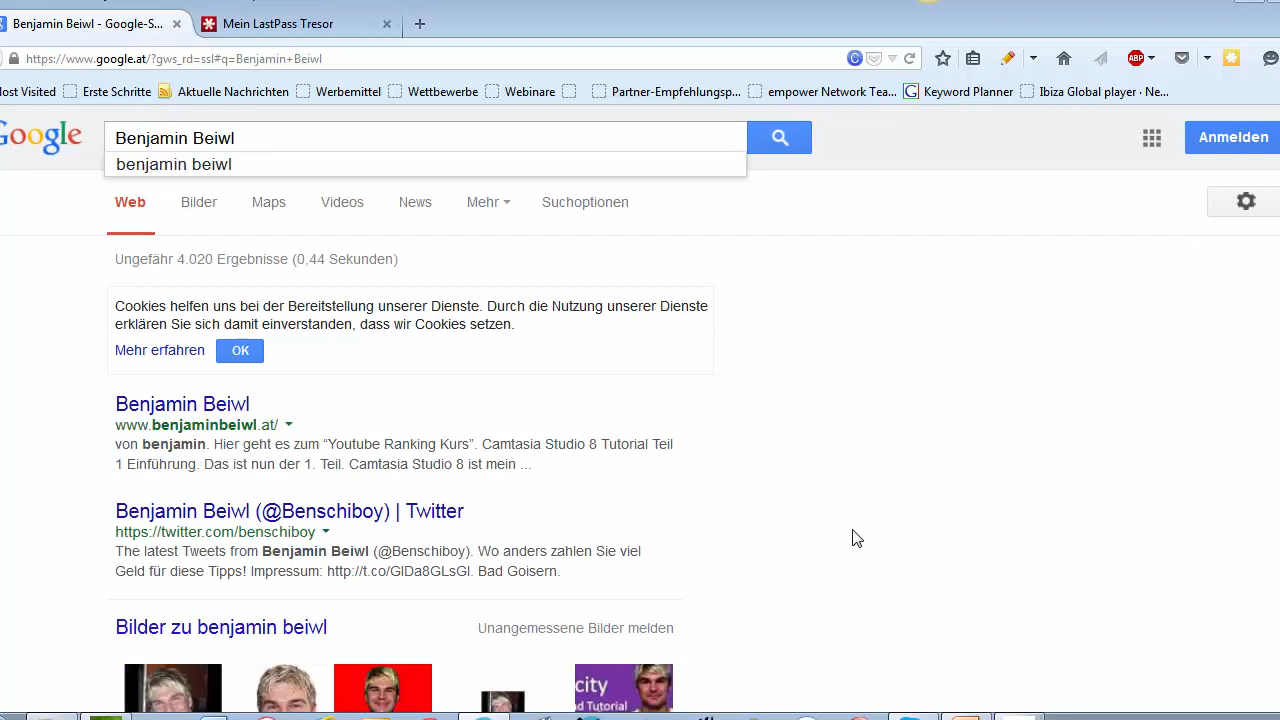 Benjamin Beiwl - Google-S...
Mein LastPass Tresor
https://www.google.at/?gws_rd=ssl#q=Benjamin+Beiwl
ABP
ost Visited Erste Schritte Aktuelle Nachrichten Werbemittel Wettbewerbe Webinare Partner-Empfehlungsp... empower Network Tea... Keyword Planner Ibiza Global player · Ne...
Google
Benjamin Beiwl
Anmelden
benjamin beiwl
Web Bilder Maps Videos News Mehr Suchoptionen
Ungefähr 4.020 Ergebnisse (0,44 Sekunden)
Cookies helfen uns bei der Bereitstellung unserer Dienste. Durch die Nutzung unserer Dienste
erklären Sie sich damit einverstanden, dass wir Cookies setzen.
Mehr erfahren OK
Benjamin Beiwl
www.benjaminbeiwl.at/
von benjamin. Hier geht es zum “Youtube Ranking Kurs”. Camtasia Studio 8 Tutorial Teil
1 Einführung. Das ist nun der 1. Teil. Camtasia Studio 8 ist mein ...
Benjamin Beiwl (@Benschiboy) | Twitter
https://twitter.com/benschiboy
The latest Tweets from Benjamin Beiwl (@Benschiboy). Wo anders zahlen Sie viel
Geld für diese Tipps! Impressum: http://t.co/GlDa8GLsGl. Bad Goisern.
Bilder zu benjamin beiwl
Unangemessene Bilder melden
city
nd Tutorial